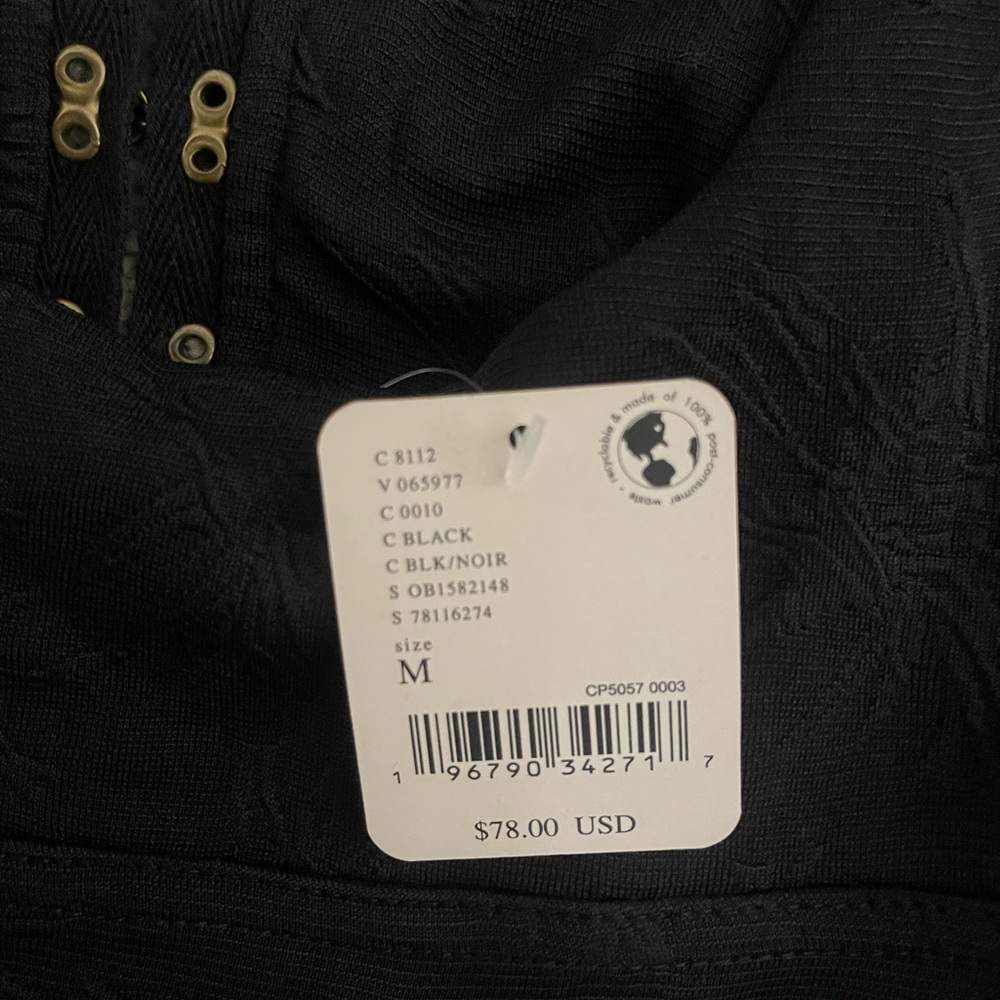 C 8112
V 065977
C 0010
C BLACK
C BLK/NOIR
S OB1582148
S 78116274
size
M
recyclable & made of 100% post-consumer waste •
CP5057 0003
1 96790 34271 7
$78.00 USD